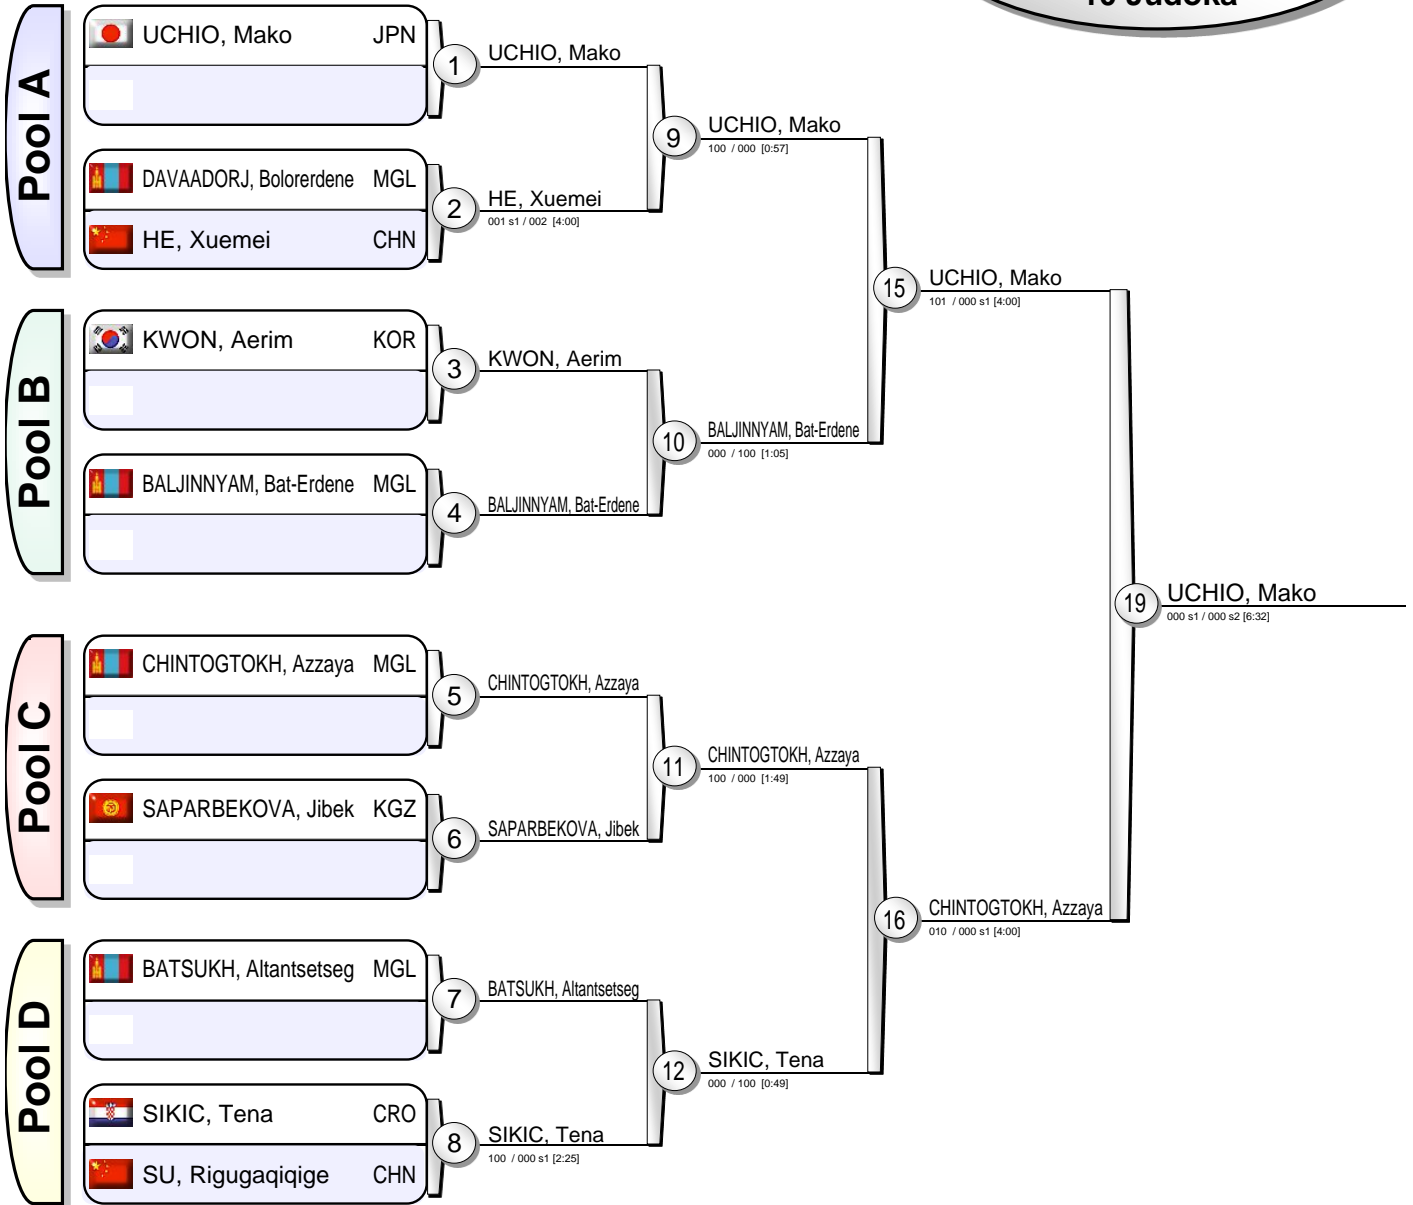 10 Judoka
Pool A
UCHIO, Mako JPN
1
UCHIO, Mako
DAVAADORJ, Bolorerdene MGL
HE, Xuemei CHN
2
HE, Xuemei
001 s1 / 002 [4:00]
9
UCHIO, Mako
100 / 000 [0:57]
Pool B
KWON, Aerim KOR
3
KWON, Aerim
BALJINNYAM, Bat-Erdene MGL
4
BALJINNYAM, Bat-Erdene
10
BALJINNYAM, Bat-Erdene
000 / 100 [1:05]
15
UCHIO, Mako
101 / 000 s1 [4:00]
Pool C
CHINTOGTOKH, Azzaya MGL
5
CHINTOGTOKH, Azzaya
SAPARBEKOVA, Jibek KGZ
6
SAPARBEKOVA, Jibek
11
CHINTOGTOKH, Azzaya
100 / 000 [1:49]
Pool D
BATSUKH, Altantsetseg MGL
7
BATSUKH, Altantsetseg
SIKIC, Tena CRO
SU, Rigugaqiqige CHN
8
SIKIC, Tena
100 / 000 s1 [2:25]
12
SIKIC, Tena
000 / 100 [0:49]
16
CHINTOGTOKH, Azzaya
010 / 000 s1 [4:00]
19
UCHIO, Mako
000 s1 / 000 s2 [6:32]